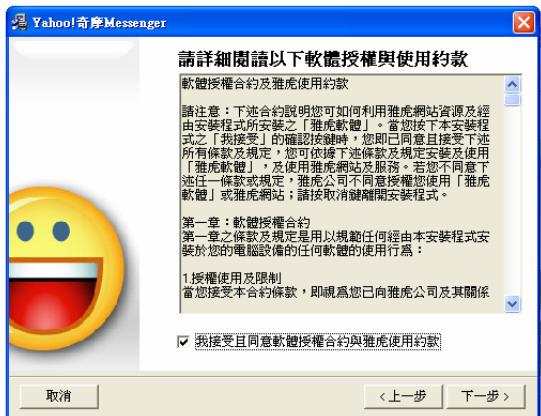 Yahoo!奇摩Messenger
請詳細閱讀以下軟體授權與使用約款
軟體授權合約及雅虎使用約款
請注意：下述合約說明您可如何利用雅虎網站資源及經
由安裝程式所安裝之「雅虎軟體」。當您按下本安裝程
式之「我接受」的確認按鍵時，您即已同意且接受下述
所有條款及規定，您可依據下述條款及規定安裝及使用
「雅虎軟體」，及使用雅虎網站及服務。若您不同意下
述任一條款或規定，雅虎公司不同意授權您使用「雅虎
軟體」或雅虎網站；請按取消鍵離開安裝程式。
第一章：軟體授權合約
第一章之條款及規定是用以規範任何經由本安裝程式安
裝於您的電腦設備的任何軟體的使用行為：
1.授權使用及限制
當您接受本合約條款，即視為您已向雅虎公司及其關係
我接受且同意軟體授權合約與雅虎使用約款
取消
<上一步
下一步>